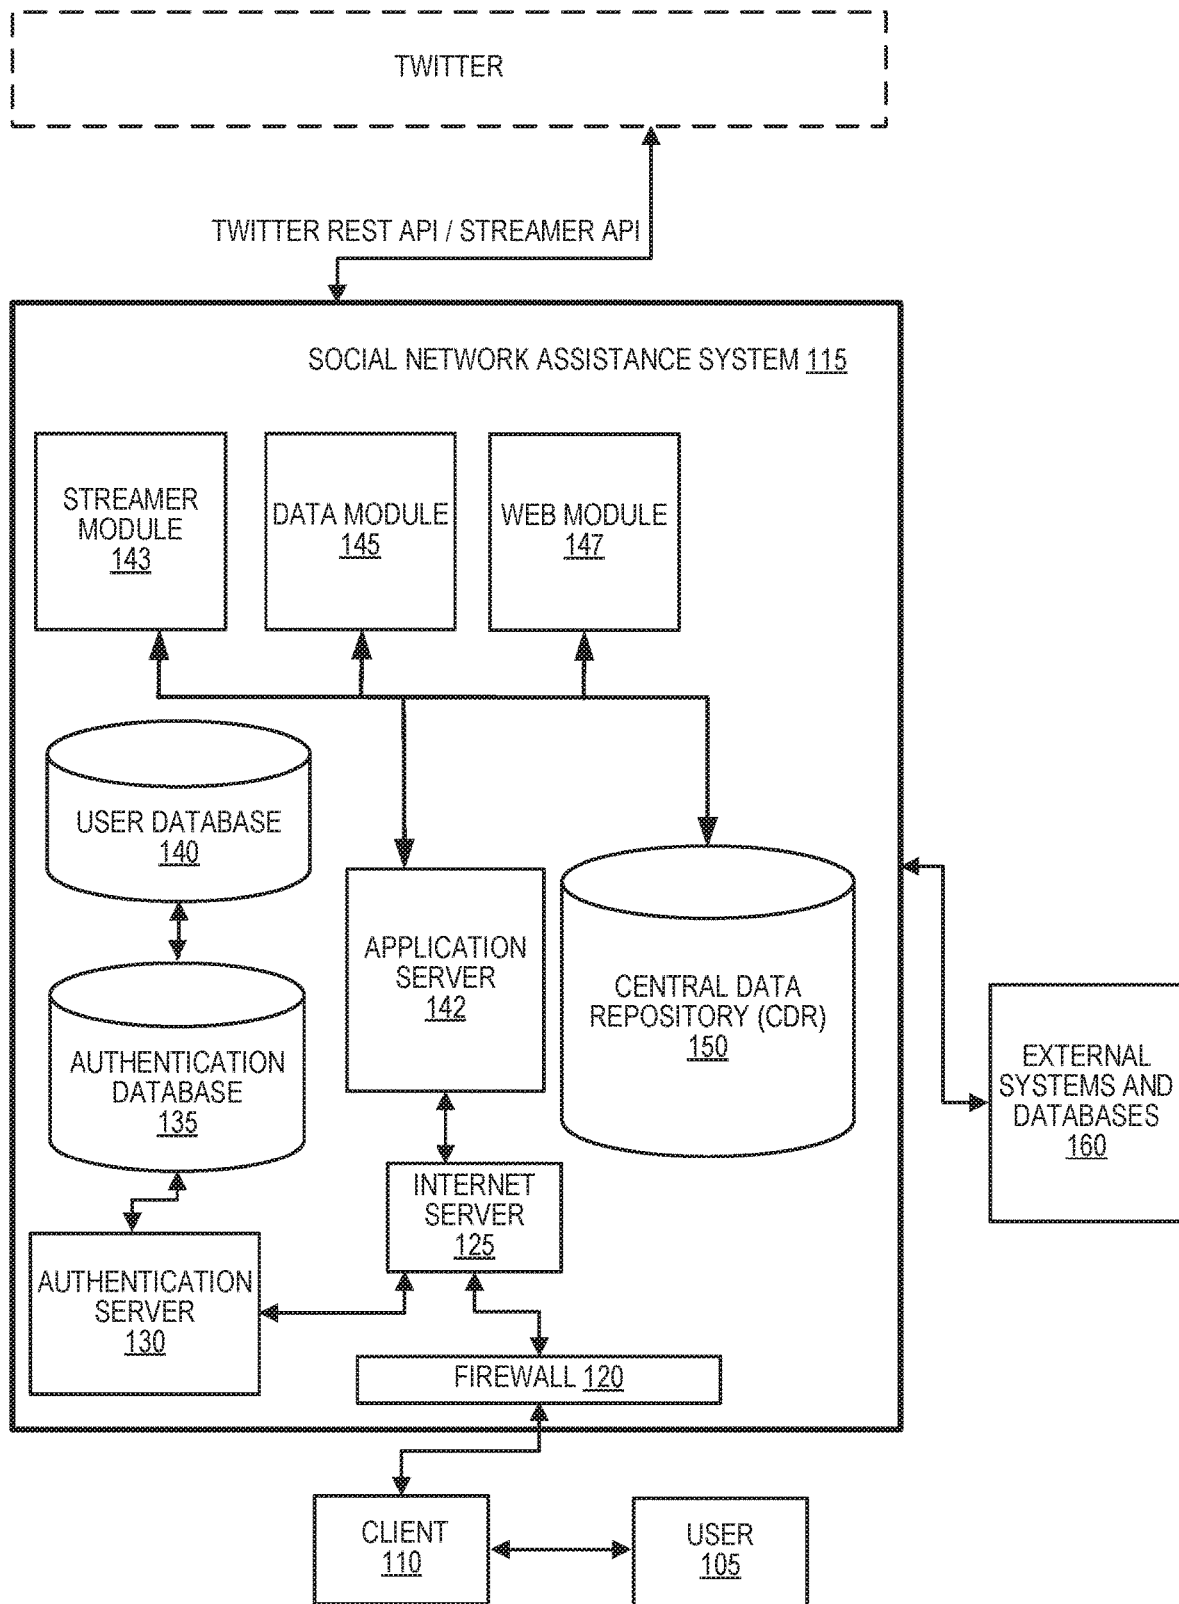 TWITTER
TWITTER REST API / STREAMER API
SOCIAL NETWORK ASSISTANCE SYSTEM 115
STREAMER
MODULE
143
DATA MODULE
145
WEB MODULE
147
USER DATABASE
140
APPLICATION
SERVER
142
CENTRAL DATA
REPOSITORY (CDR)
150
AUTHENTICATION
DATABASE
135
EXTERNAL
SYSTEMS AND
DATABASES
160
INTERNET
SERVER
125
AUTHENTICATION
SERVER
130
FIREWALL 120
CLIENT
110
USER
105